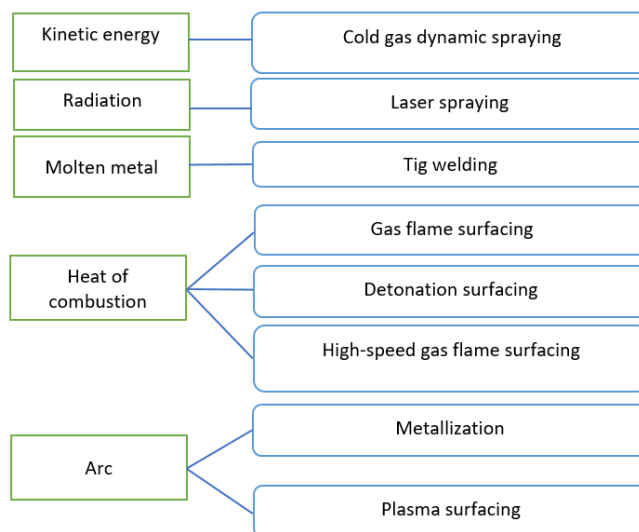 Kinetic energy
Cold gas dynamic spraying
Radiation
Laser spraying
Molten metal
Tig welding
Heat of
combustion
Gas flame surfacing
Detonation surfacing
High-speed gas flame surfacing
Arc
Metallization
Plasma surfacing